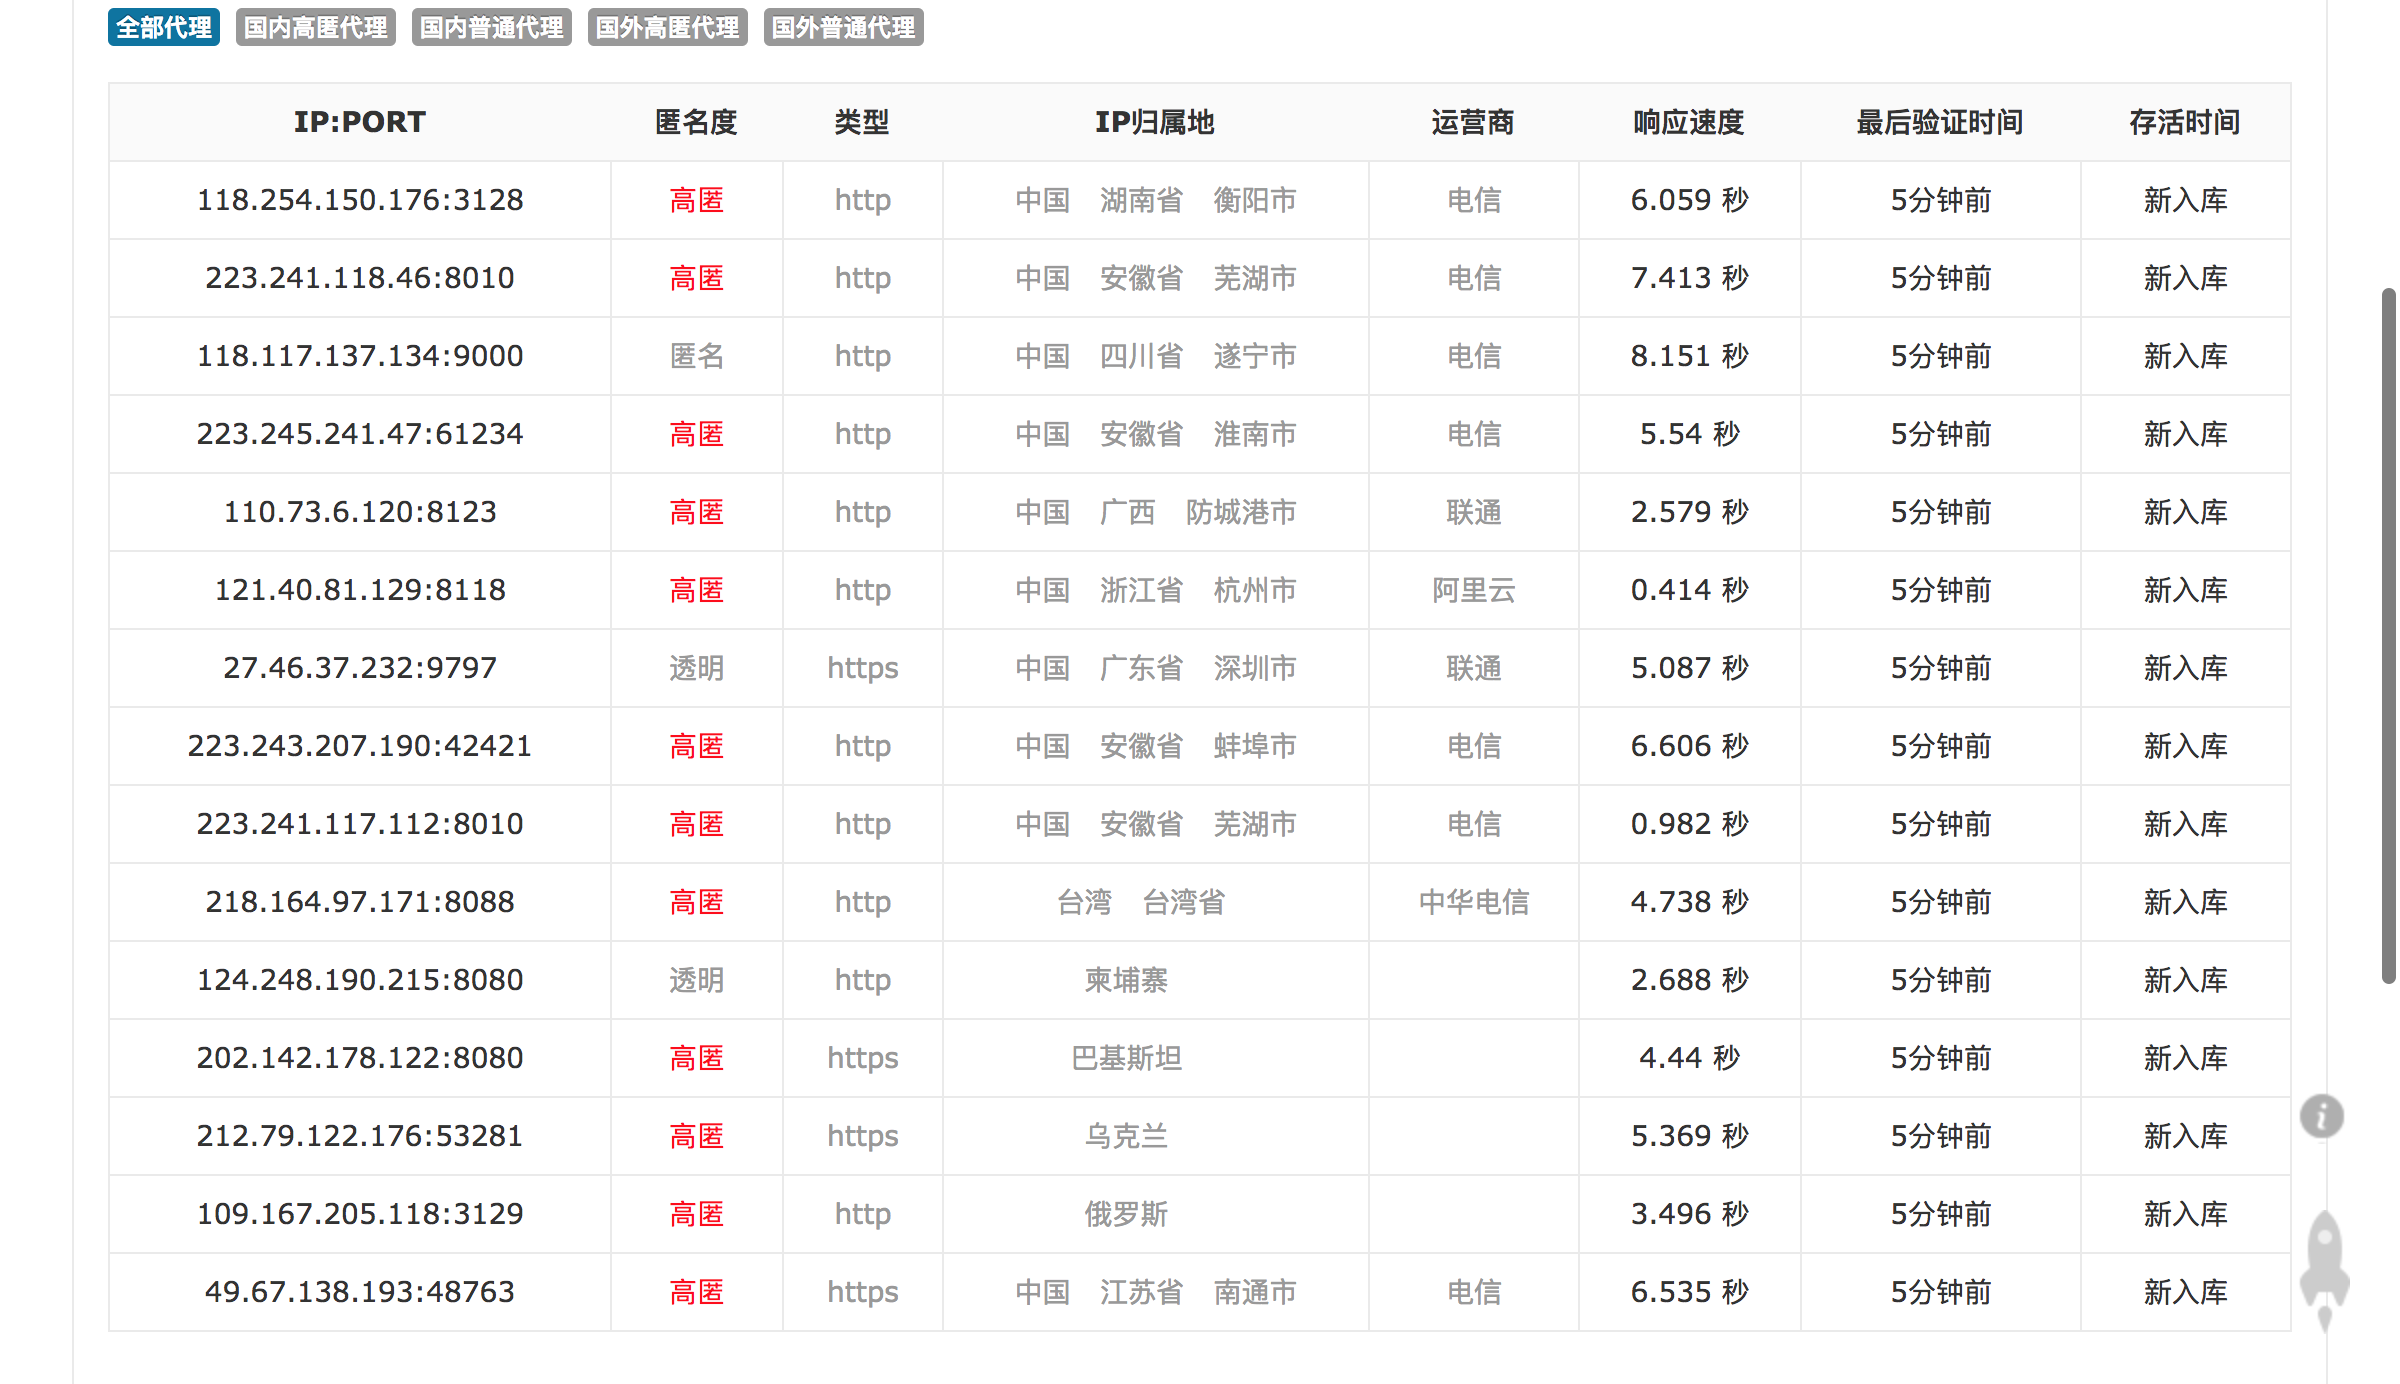 全部代理 国内高匿代理 国内普通代理 国外高匿代理 国外普通代理
IP:PORT 匿名度 类型 IP归属地 运营商 响应速度 最后验证时间 存活时间
118.254.150.176:3128 高匿 http 中国 湖南省 衡阳市 电信 6.059 秒 5分钟前 新入库
223.241.118.46:8010 高匿 http 中国 安徽省 芜湖市 电信 7.413 秒 5分钟前 新入库
118.117.137.134:9000 匿名 http 中国 四川省 遂宁市 电信 8.151 秒 5分钟前 新入库
223.245.241.47:61234 高匿 http 中国 安徽省 淮南市 电信 5.54 秒 5分钟前 新入库
110.73.6.120:8123 高匿 http 中国 广西 防城港市 联通 2.579 秒 5分钟前 新入库
121.40.81.129:8118 高匿 http 中国 浙江省 杭州市 阿里云 0.414 秒 5分钟前 新入库
27.46.37.232:9797 透明 https 中国 广东省 深圳市 联通 5.087 秒 5分钟前 新入库
223.243.207.190:42421 高匿 http 中国 安徽省 蚌埠市 电信 6.606 秒 5分钟前 新入库
223.241.117.112:8010 高匿 http 中国 安徽省 芜湖市 电信 0.982 秒 5分钟前 新入库
218.164.97.171:8088 高匿 http 台湾 台湾省 中华电信 4.738 秒 5分钟前 新入库
124.248.190.215:8080 透明 http 柬埔寨 2.688 秒 5分钟前 新入库
202.142.178.122:8080 高匿 https 巴基斯坦 4.44 秒 5分钟前 新入库
212.79.122.176:53281 高匿 https 乌克兰 5.369 秒 5分钟前 新入库
109.167.205.118:3129 高匿 http 俄罗斯 3.496 秒 5分钟前 新入库
49.67.138.193:48763 高匿 https 中国 江苏省 南通市 电信 6.535 秒 5分钟前 新入库